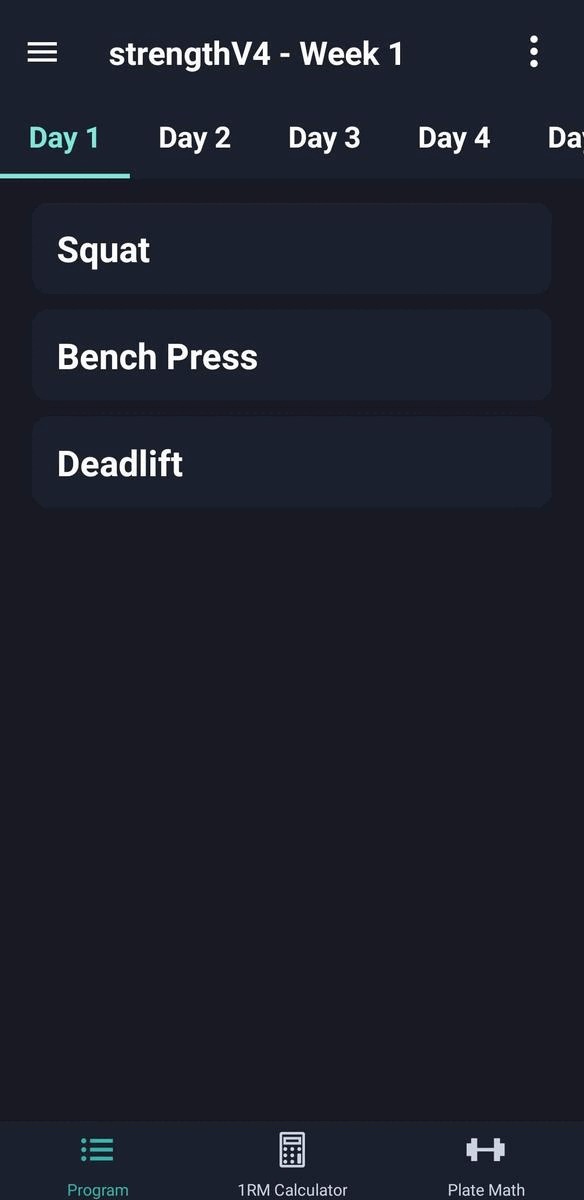 strengthV4 - Week 1
Day 1 Day 2 Day 3 Day 4
Squat
Bench Press
Deadlift
Program 1RM Calculator Plate Math